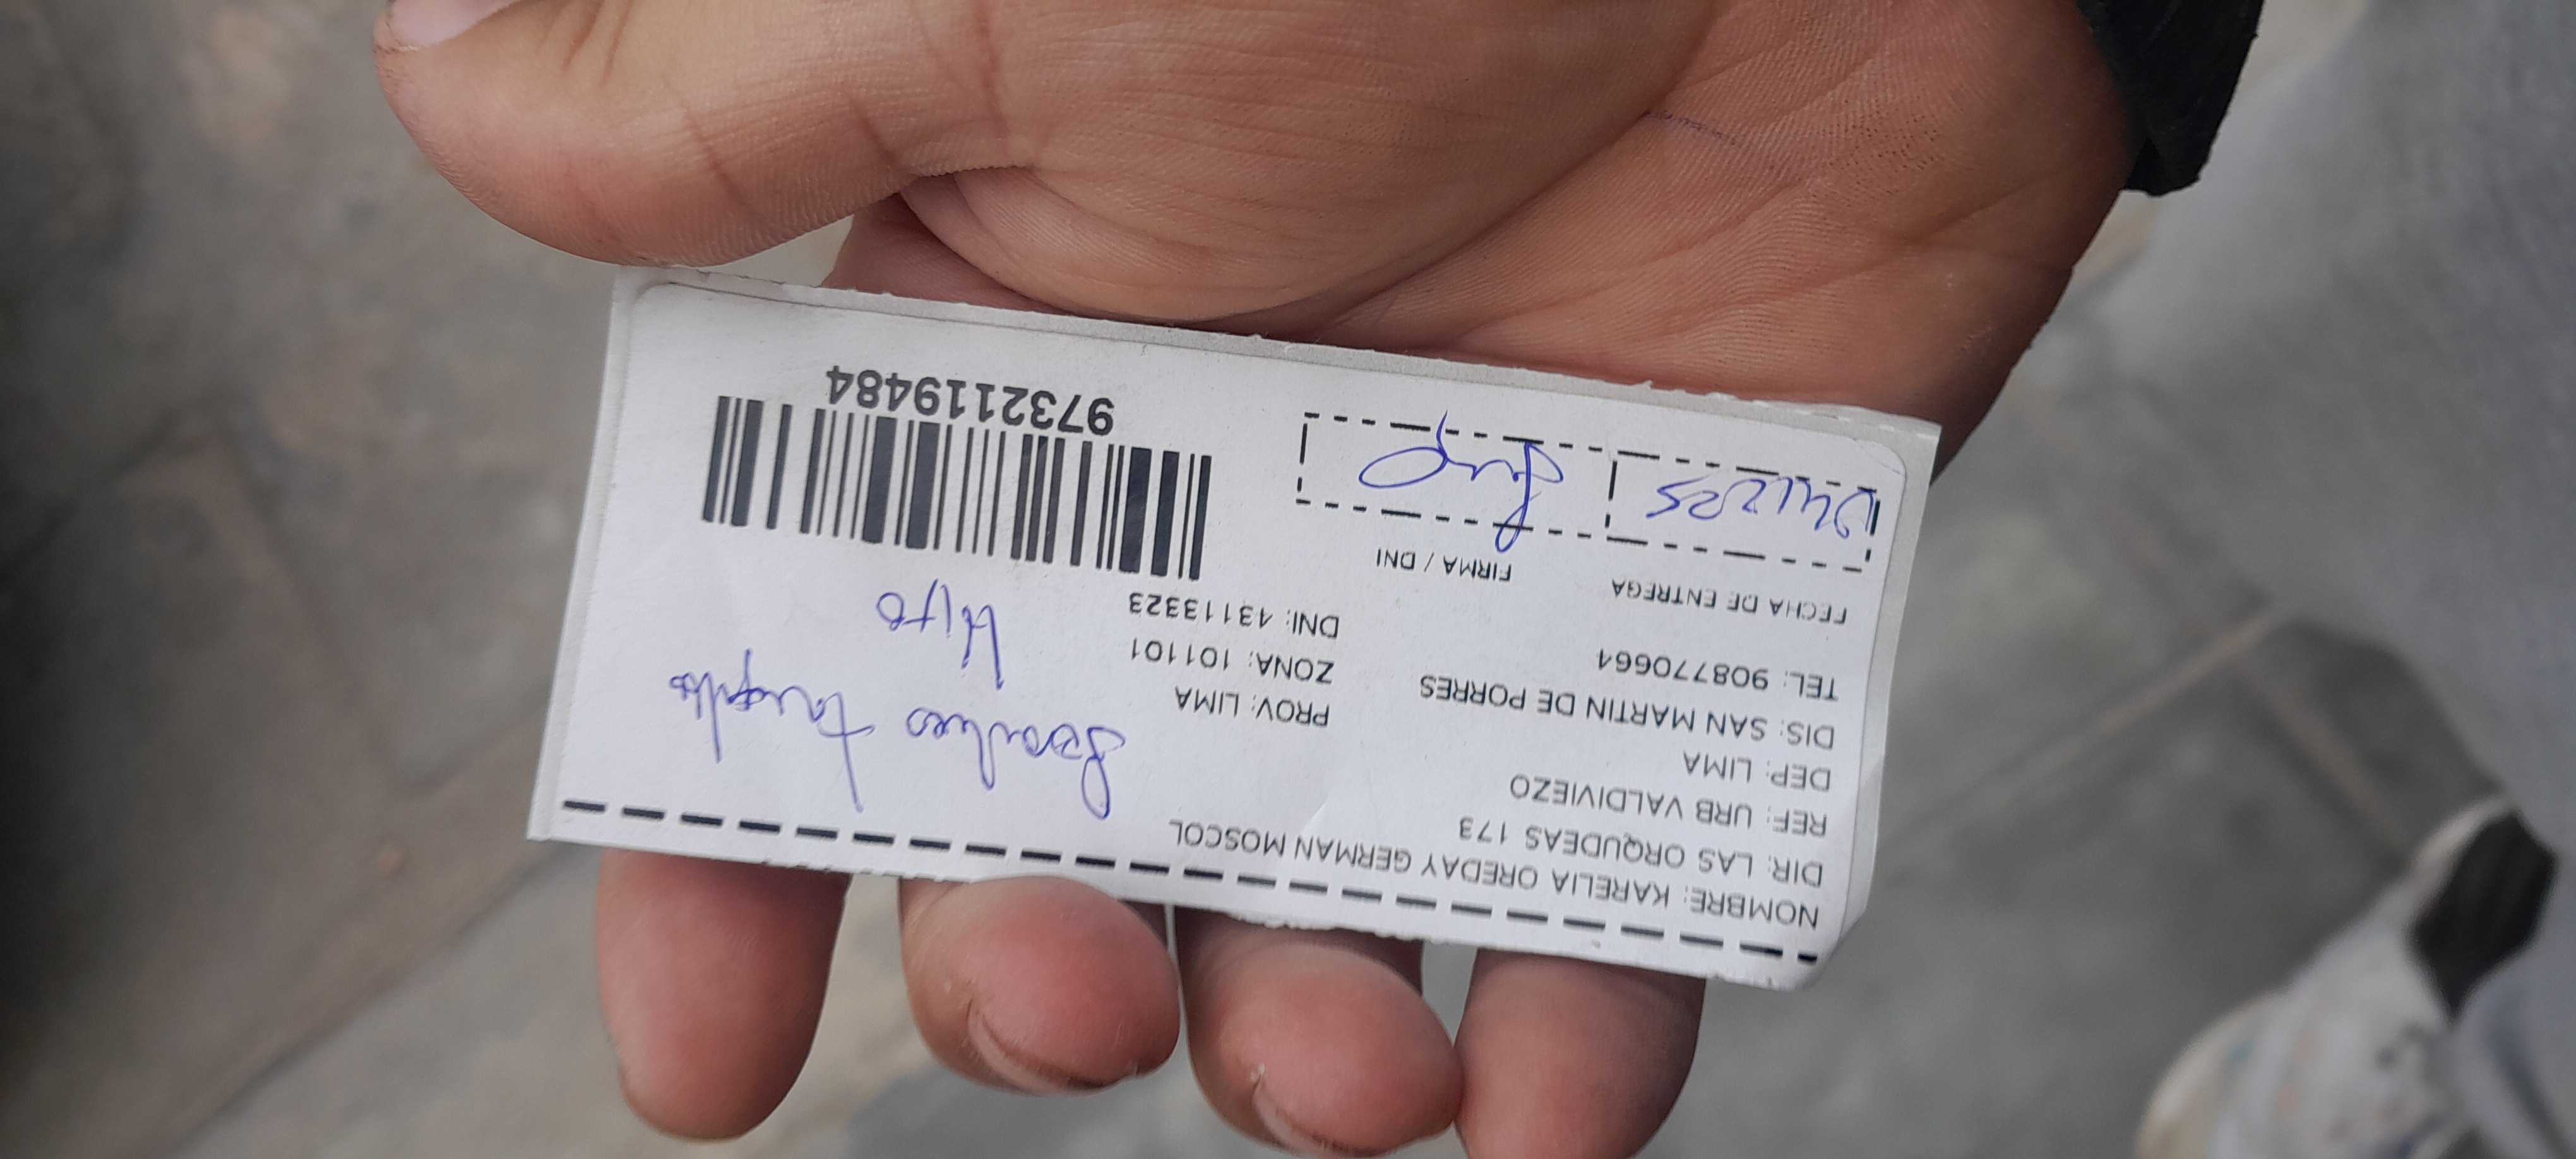 NOMBRE: KARELIA OREDAY GERMAN MOSCOL
DIR: LAS ORQUDEAS 173
REF: URB VALDIVIEZO
DEP: LIMA
DIS: SAN MARTIN DE PORRES
PROV: LIMA
TEL: 908770664
ZONA: 101101
DNI: 43113323
FECHA DE ENTREGA
FIRMA / DNI
9732119484